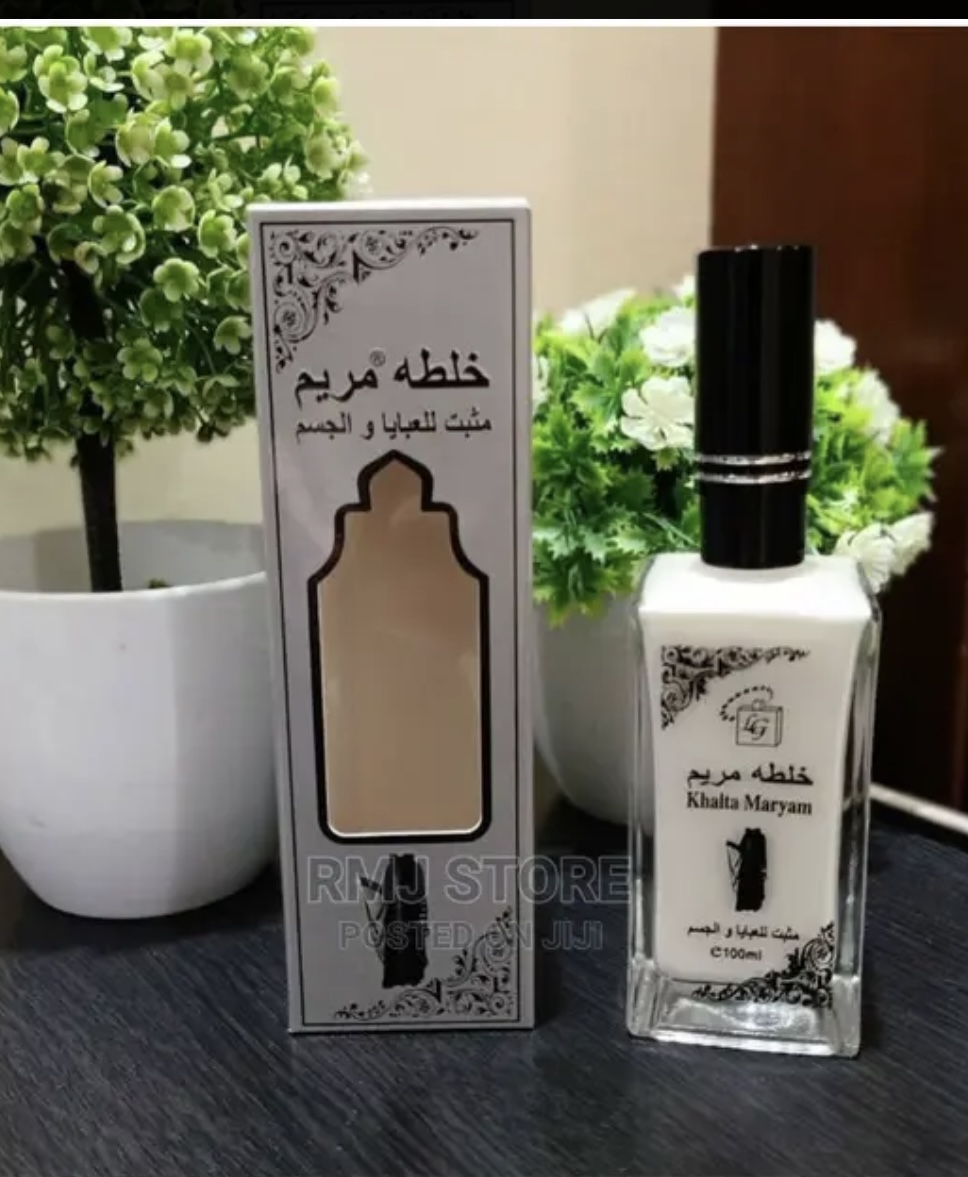 خلطه مريم®
مثبت للعبايا و الجسم
RMJ STORE
POSTED ON JIJI
LG
خلطه مريم
Khalta Maryam
مثبت للعبايا و الجسم
℮100ml